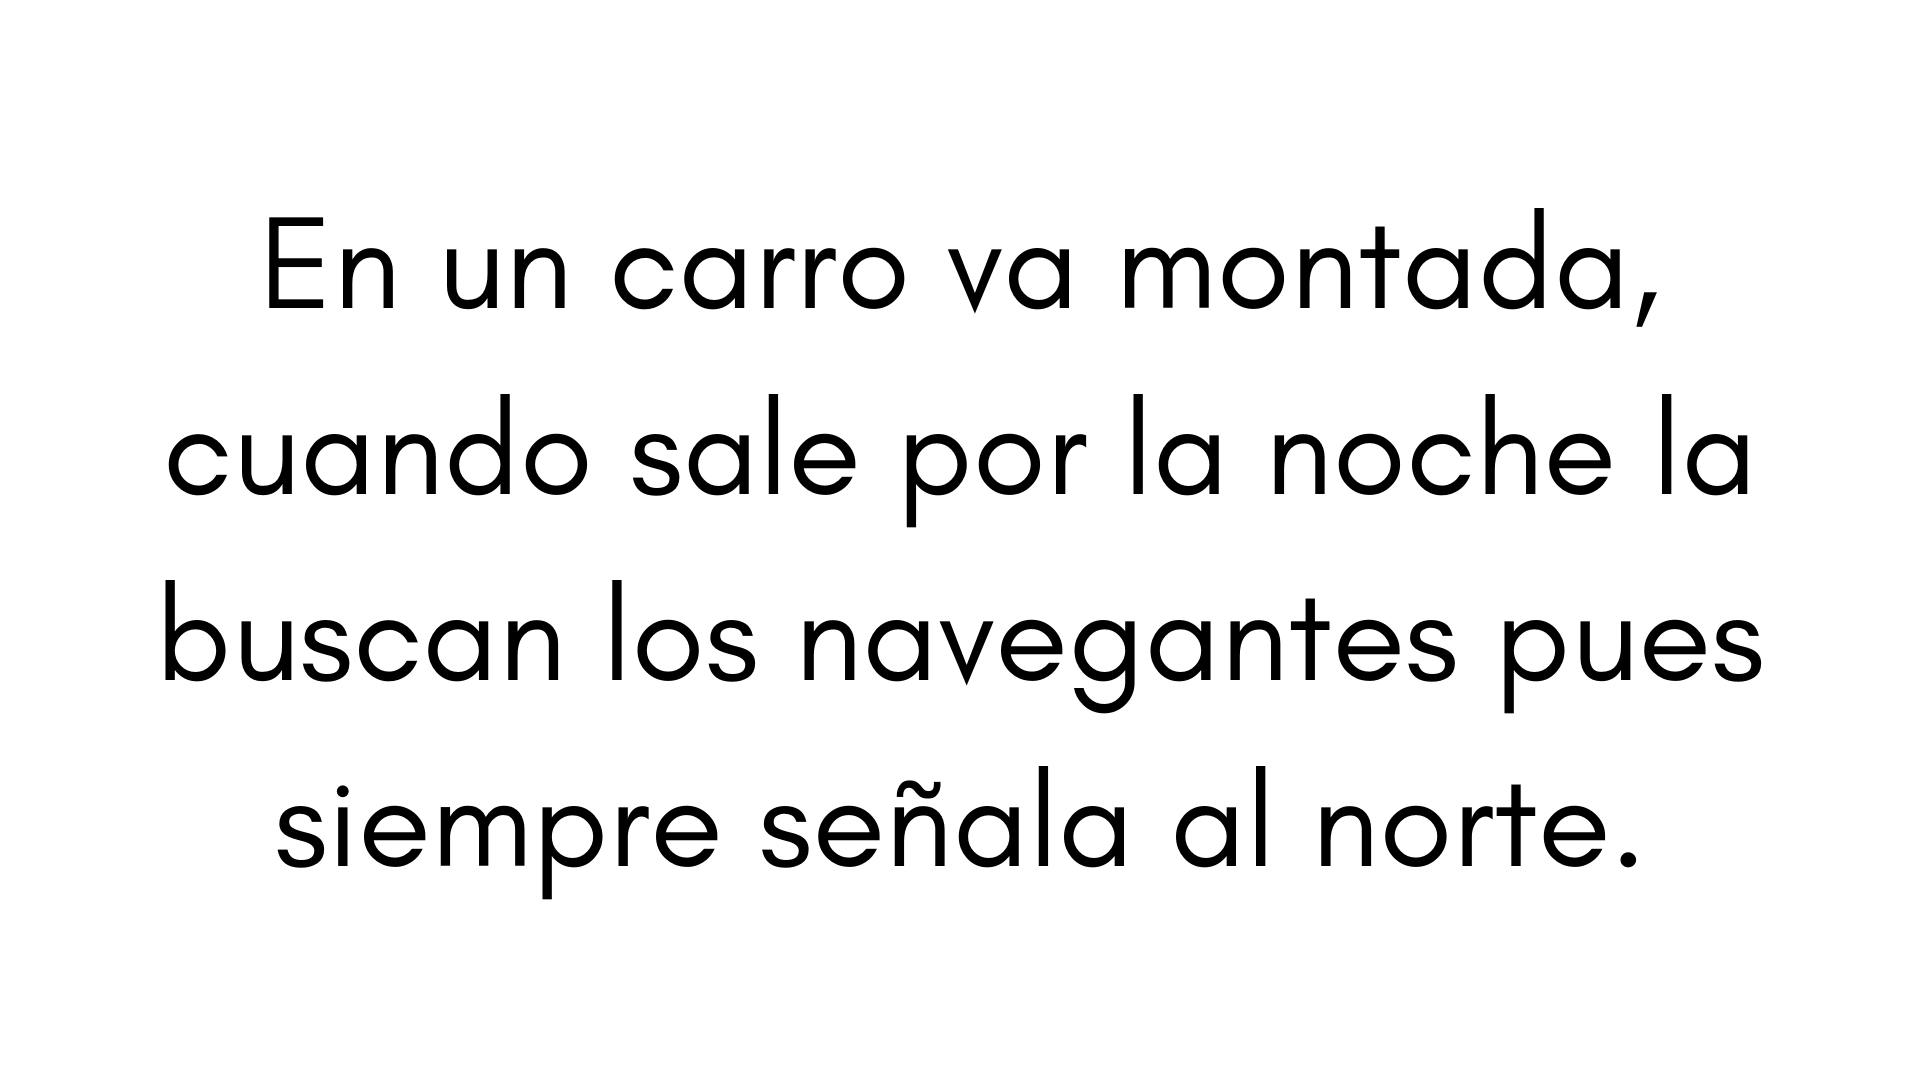 En un carro va montada,
cuando sale por la noche la
buscan los navegantes pues
siempre señala al norte.